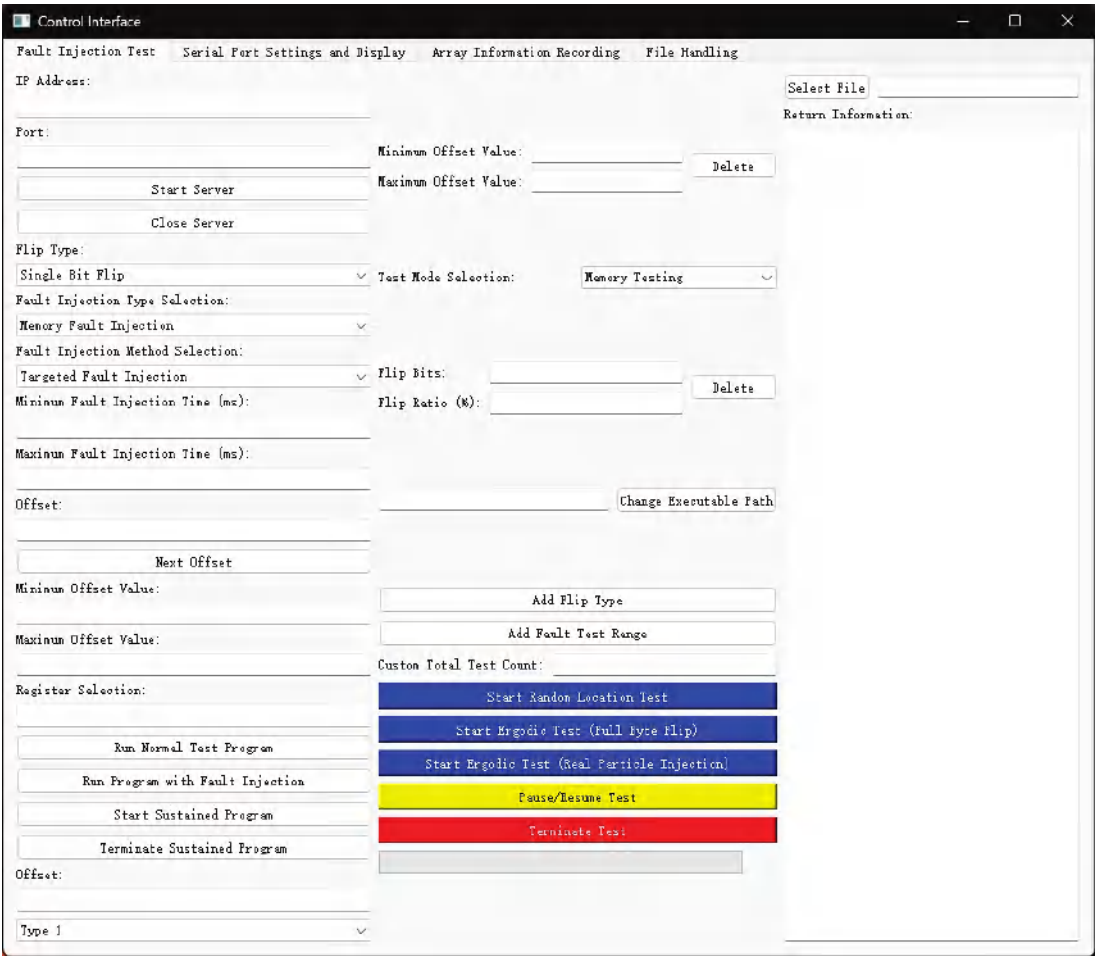 Control Interface
Fault Injection Test
Serial Port Settings and Display
Array Information Recording
File Handling
IP Address:
Port:
Start Server
Close Server
Flip Type:
Single Bit Flip
Fault Injection Type Selection:
Memory Fault Injection
Fault Injection Method Selection:
Targeted Fault Injection
Minimum Fault Injection Time (ms):
Maximum Fault Injection Time (ms):
Offset:
Next Offset
Minimum Offset Value:
Maximum Offset Value:
Register Selection:
Run Normal Test Program
Run Program with Fault Injection
Start Sustained Program
Terminate Sustained Program
Offset:
Type 1
Minimum Offset Value:
Maximum Offset Value:
Delete
Test Mode Selection:
Memory Testing
Flip Bits:
Flip Ratio (%):
Delete
Change Executable Path
Add Flip Type
Add Fault Test Range
Custom Total Test Count:
Start Random Location Test
Start Ergodic Test (Full Byte Flip)
Start Ergodic Test (Real Particle Injection)
Pause/Resume Test
Terminate Test
Select File
Return Information: